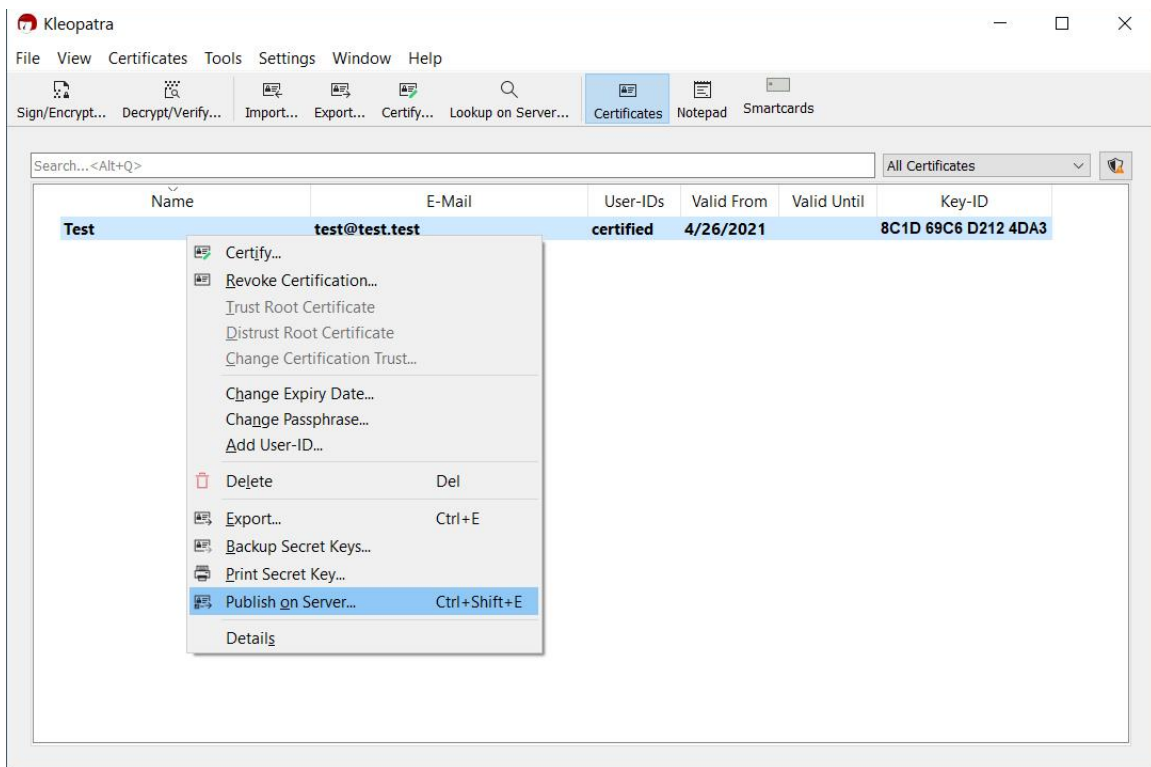 Kleopatra
File View Certificates Tools Settings Window Help
Sign/Encrypt... Decrypt/Verify... Import... Export... Certify... Lookup on Server... Certificates Notepad Smartcards
Search...<Alt+Q> All Certificates
Name E-Mail User-IDs Valid From Valid Until Key-ID
Test test@test.test certified 4/26/2021 8C1D 69C6 D212 4DA3
Certify...
Revoke Certification...
Trust Root Certificate
Distrust Root Certificate
Change Certification Trust...
Change Expiry Date...
Change Passphrase...
Add User-ID...
Delete Del
Export... Ctrl+E
Backup Secret Keys...
Print Secret Key...
Publish on Server... Ctrl+Shift+E
Details